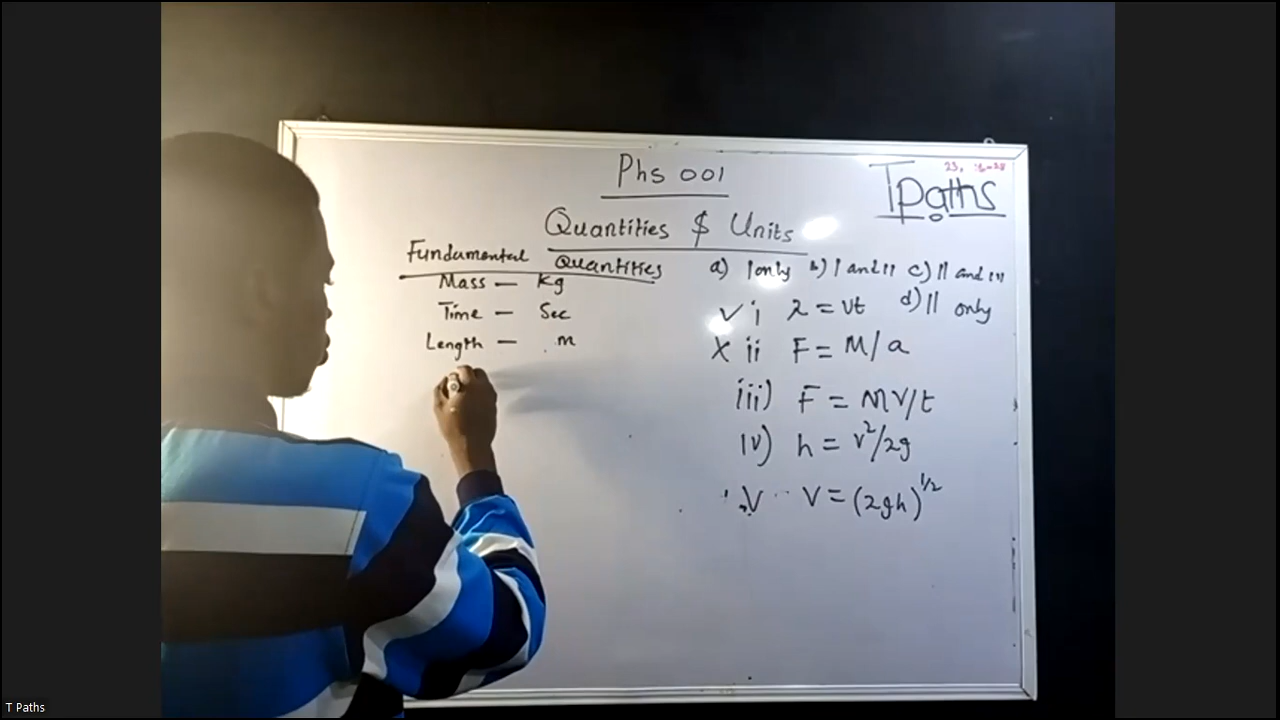 Phs 001
Tpaths
Quantities $ Units
Fundamental Quantities
Mass — Kg
Time — Sec
Length — m
a) I only b) I and II c) II and III
d) II only
✓ i λ = vt
X ii F = M/a
iii) F = MV/t
IV) h = v²/2g
V V = (2gh)^1/2
T Paths